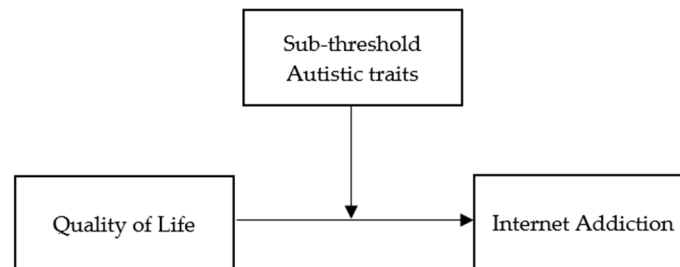 Sub-threshold
Autistic traits
Quality of Life
Internet Addiction